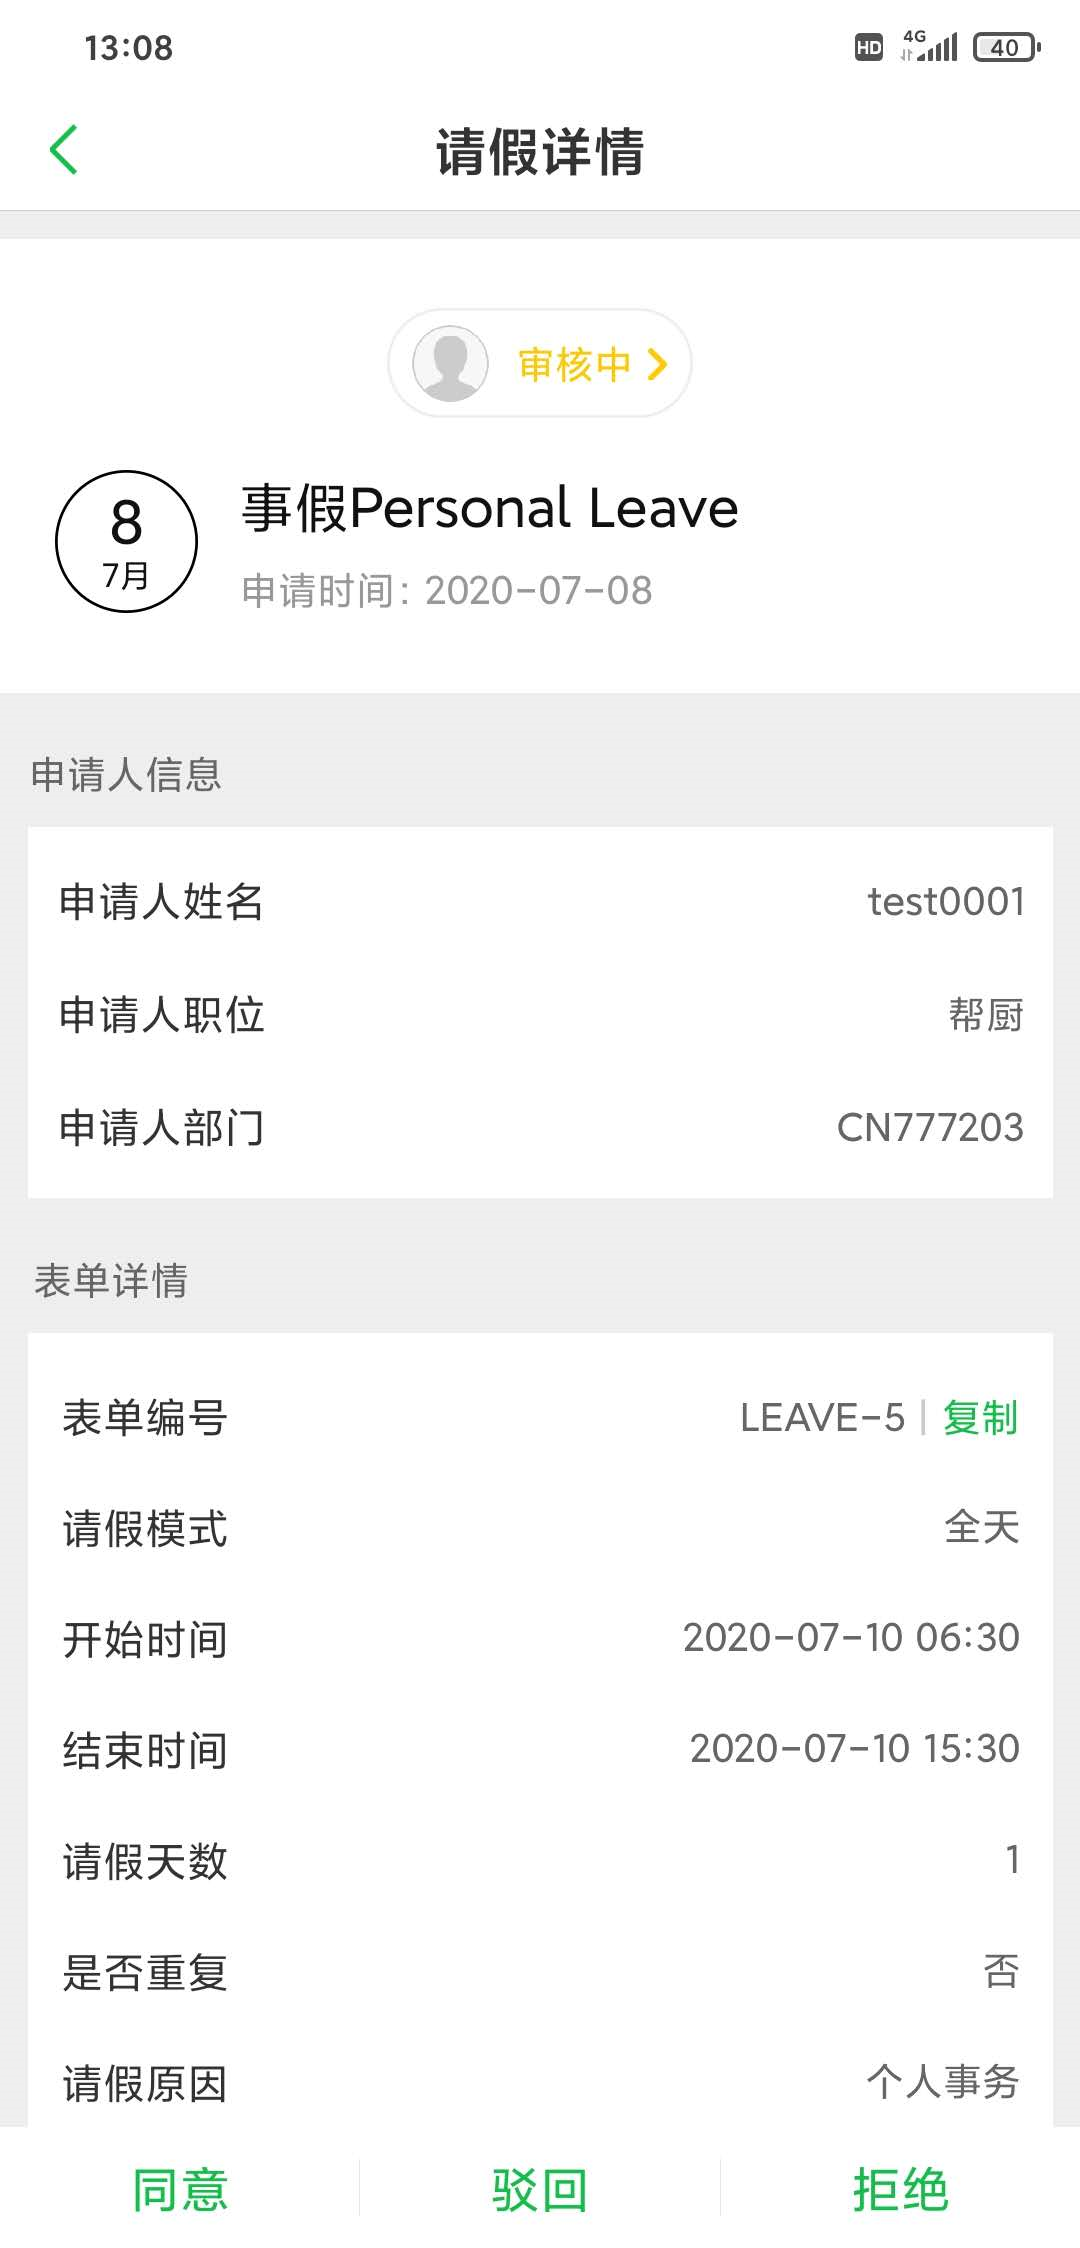 13:08
HD 4G 40
请假详情
审核中
8
7月
事假Personal Leave
申请时间: 2020-07-08
申请人信息
申请人姓名 test0001
申请人职位 帮厨
申请人部门 CN777203
表单详情
表单编号 LEAVE-5 | 复制
请假模式 全天
开始时间 2020-07-10 06:30
结束时间 2020-07-10 15:30
请假天数 1
是否重复 否
请假原因 个人事务
同意 驳回 拒绝